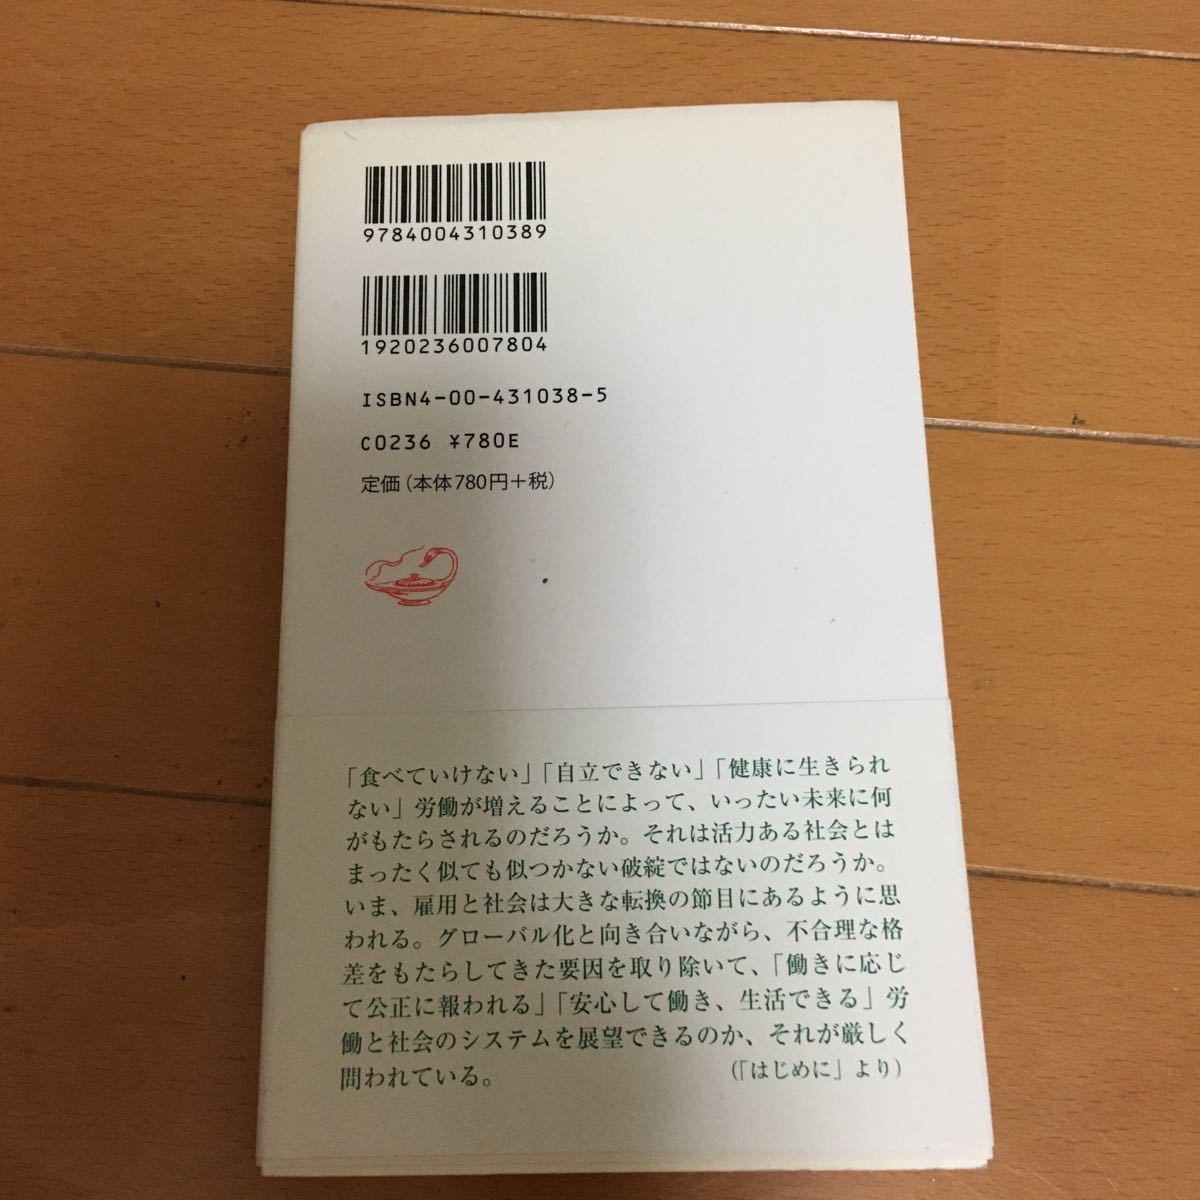 9784004310389
1920236007804
ISBN4-00-431038-5
C0236 ¥780E
定価(本体780円+税)
「食べていけない」「自立できない」「健康に生きられ
ない」労働が増えることによって、いったい未来に何
がもたらされるのだろうか。それは活力ある社会とは
まったく似ても似つかない破綻ではないのだろうか。
いま、雇用と社会は大きな転換の節目にあるように思
われる。グローバル化と向き合いながら、不合理な格
差をもたらしてきた要因を取り除いて、「働きに応じ
て公正に報われる」「安心して働き、生活できる」労
働と社会のシステムを展望できるのか、それが厳しく
問われている。 (「はじめに」より)